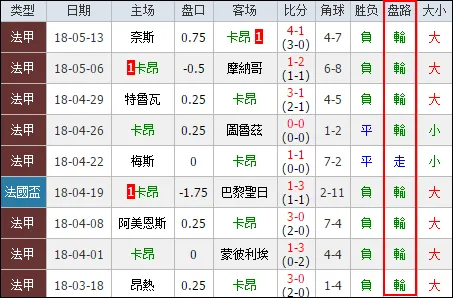 类型 日期 主场 盘口 客场 比分 角球 胜负 盘路 大小
法甲 18-05-13 奈斯 0.75 卡昂 1 4-1 (3-0) 4-7 負 輸 大
法甲 18-05-06 1 卡昂 -0.5 摩納哥 1-2 (1-1) 6-8 負 輸 大
法甲 18-04-29 特魯瓦 0.25 卡昂 3-1 (2-1) 4-5 負 輸 大
法甲 18-04-26 卡昂 0.25 圖魯茲 0-0 (0-0) 1-2 平 輸 小
法甲 18-04-22 梅斯 0 卡昂 1-1 (0-0) 7-2 平 走 小
法國盃 18-04-19 1 卡昂 -1.75 巴黎聖日 1-3 (1-1) 2-11 負 輸 大
法甲 18-04-08 阿美恩斯 0.25 卡昂 3-0 (2-0) 7-4 負 輸 大
法甲 18-04-01 卡昂 0 蒙彼利埃 1-3 (0-2) 4-4 負 輸 大
法甲 18-03-18 昂熱 0.25 卡昂 3-0 (2-0) 4-1 負 輸 大